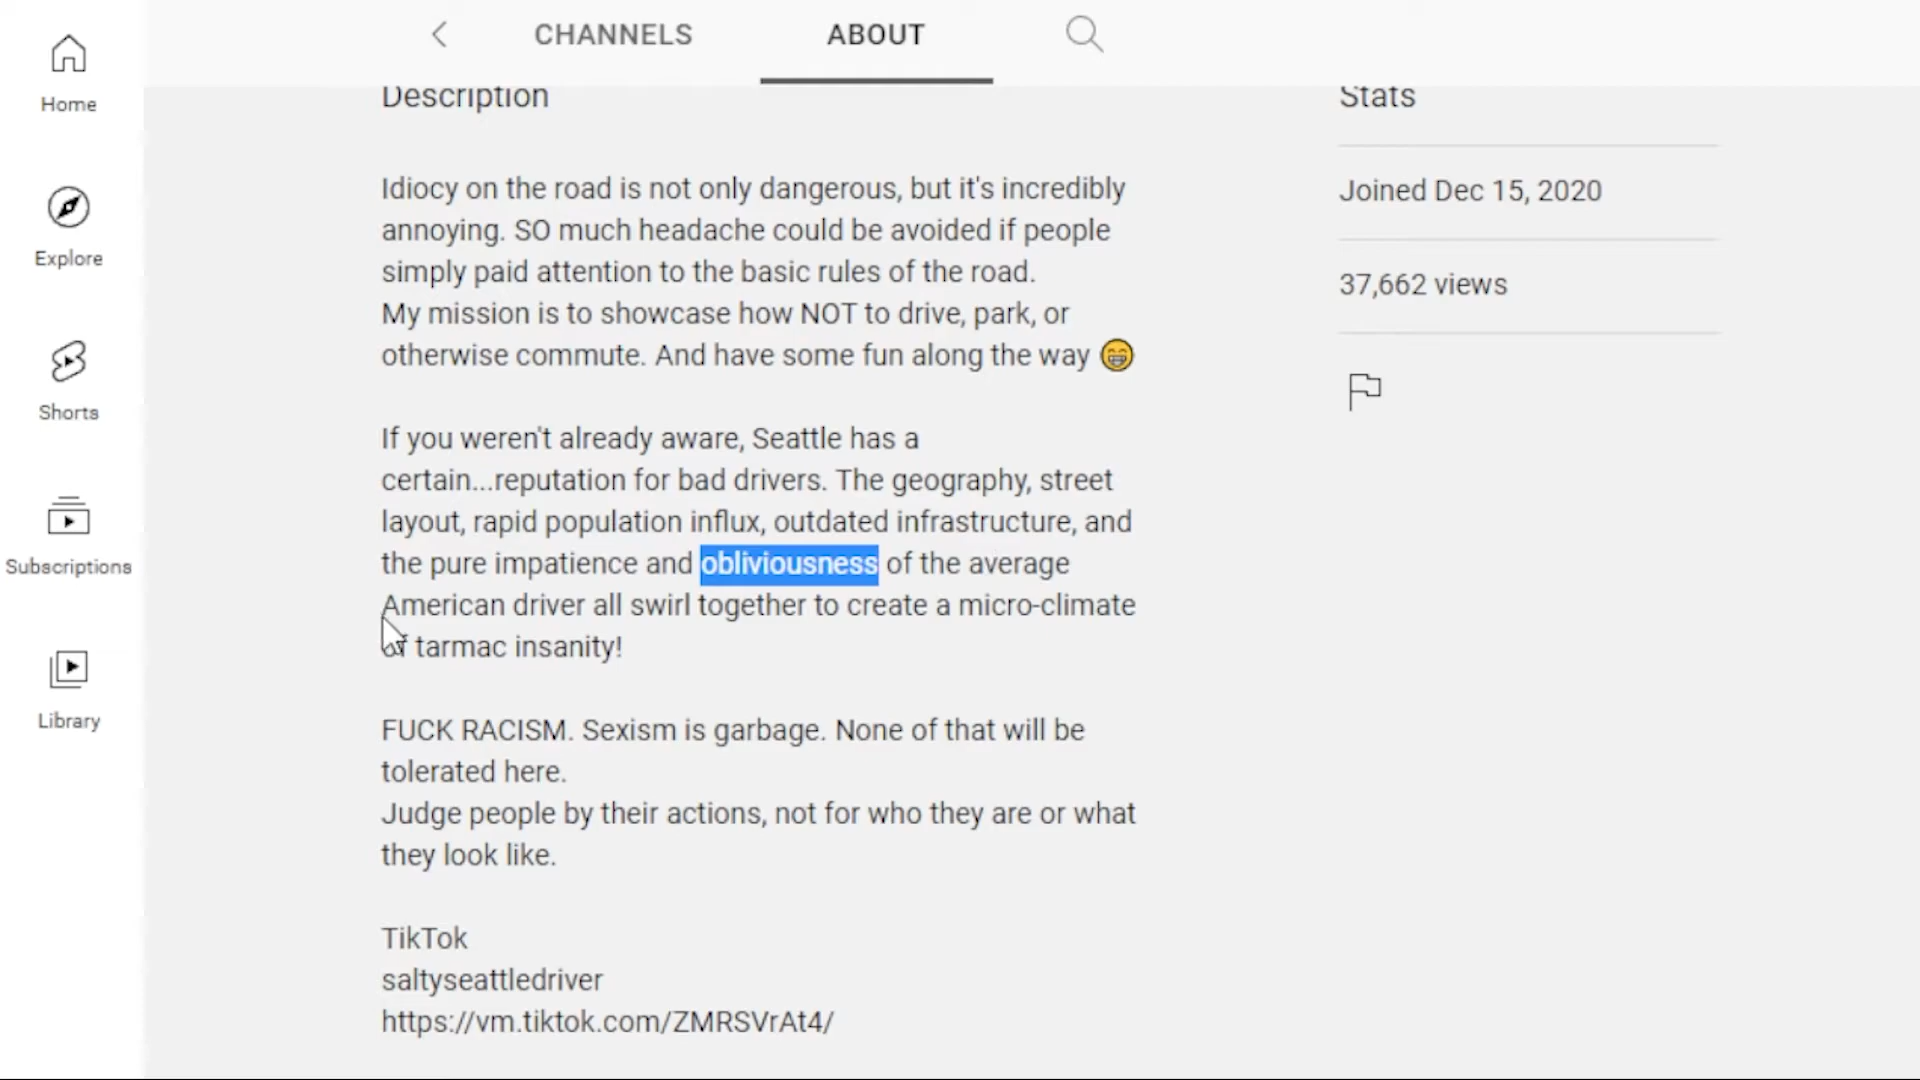 CHANNELS
ABOUT
Home
Explore
Shorts
Subscriptions
Library
Description
Idiocy on the road is not only dangerous, but it's incredibly
annoying. SO much headache could be avoided if people
simply paid attention to the basic rules of the road.
My mission is to showcase how NOT to drive, park, or
otherwise commute. And have some fun along the way 😁
If you weren't already aware, Seattle has a
certain...reputation for bad drivers. The geography, street
layout, rapid population influx, outdated infrastructure, and
the pure impatience and obliviousness of the average
American driver all swirl together to create a micro-climate
of tarmac insanity!
FUCK RACISM. Sexism is garbage. None of that will be
tolerated here.
Judge people by their actions, not for who they are or what
they look like.
TikTok
saltyseattledriver
https://vm.tiktok.com/ZMRSVrAt4/
Stats
Joined Dec 15, 2020
37,662 views